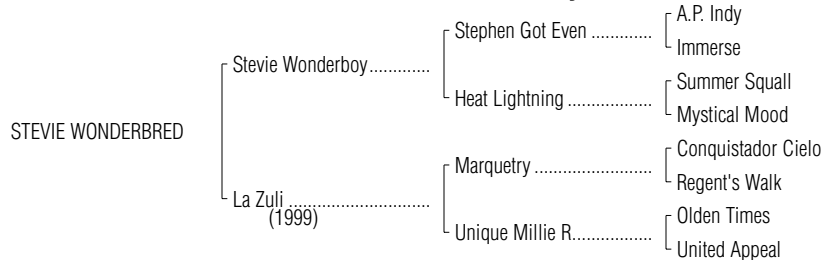 A.P. Indy
Stephen Got Even .............
Immerse
Stevie Wonderboy.............
Summer Squall
Heat Lightning .................
Mystical Mood
STEVIE WONDERBRED
Conquistador Cielo
Marquetry ........................
Regent's Walk
La Zuli ..............................
(1999)
Olden Times
Unique Millie R.................
United Appeal